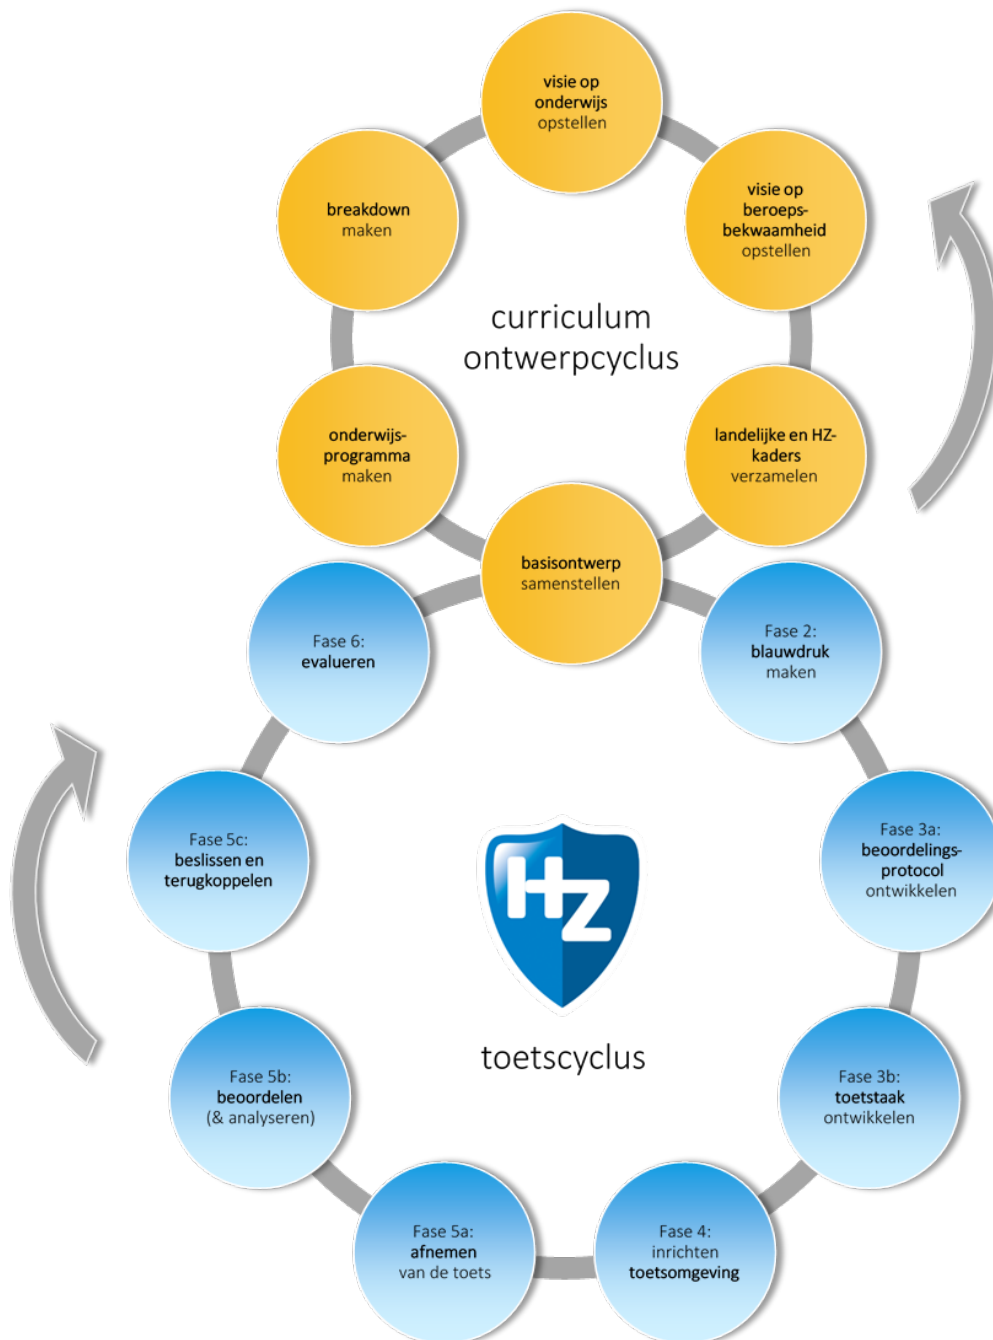 visie op
onderwijs
opstellen
breakdown
maken
visie op
beroeps-
bekwaamheid
opstellen
curriculum
ontwerpcyclus
onderwijs-
programma
maken
landelijke en HZ-
kaders
verzamelen
basisontwerp
samenstellen
Fase 6:
evalueren
Fase 2:
blauwdruk
maken
Fase 5c:
beslissen en
terugkoppelen
Fase 3a:
beoordelings-
protocol
ontwikkelen
HZ
toetscyclus
Fase 5b:
beoordelen
(& analyseren)
Fase 3b:
toetstaak
ontwikkelen
Fase 5a:
afnemen
van de toets
Fase 4:
inrichten
toetsomgeving